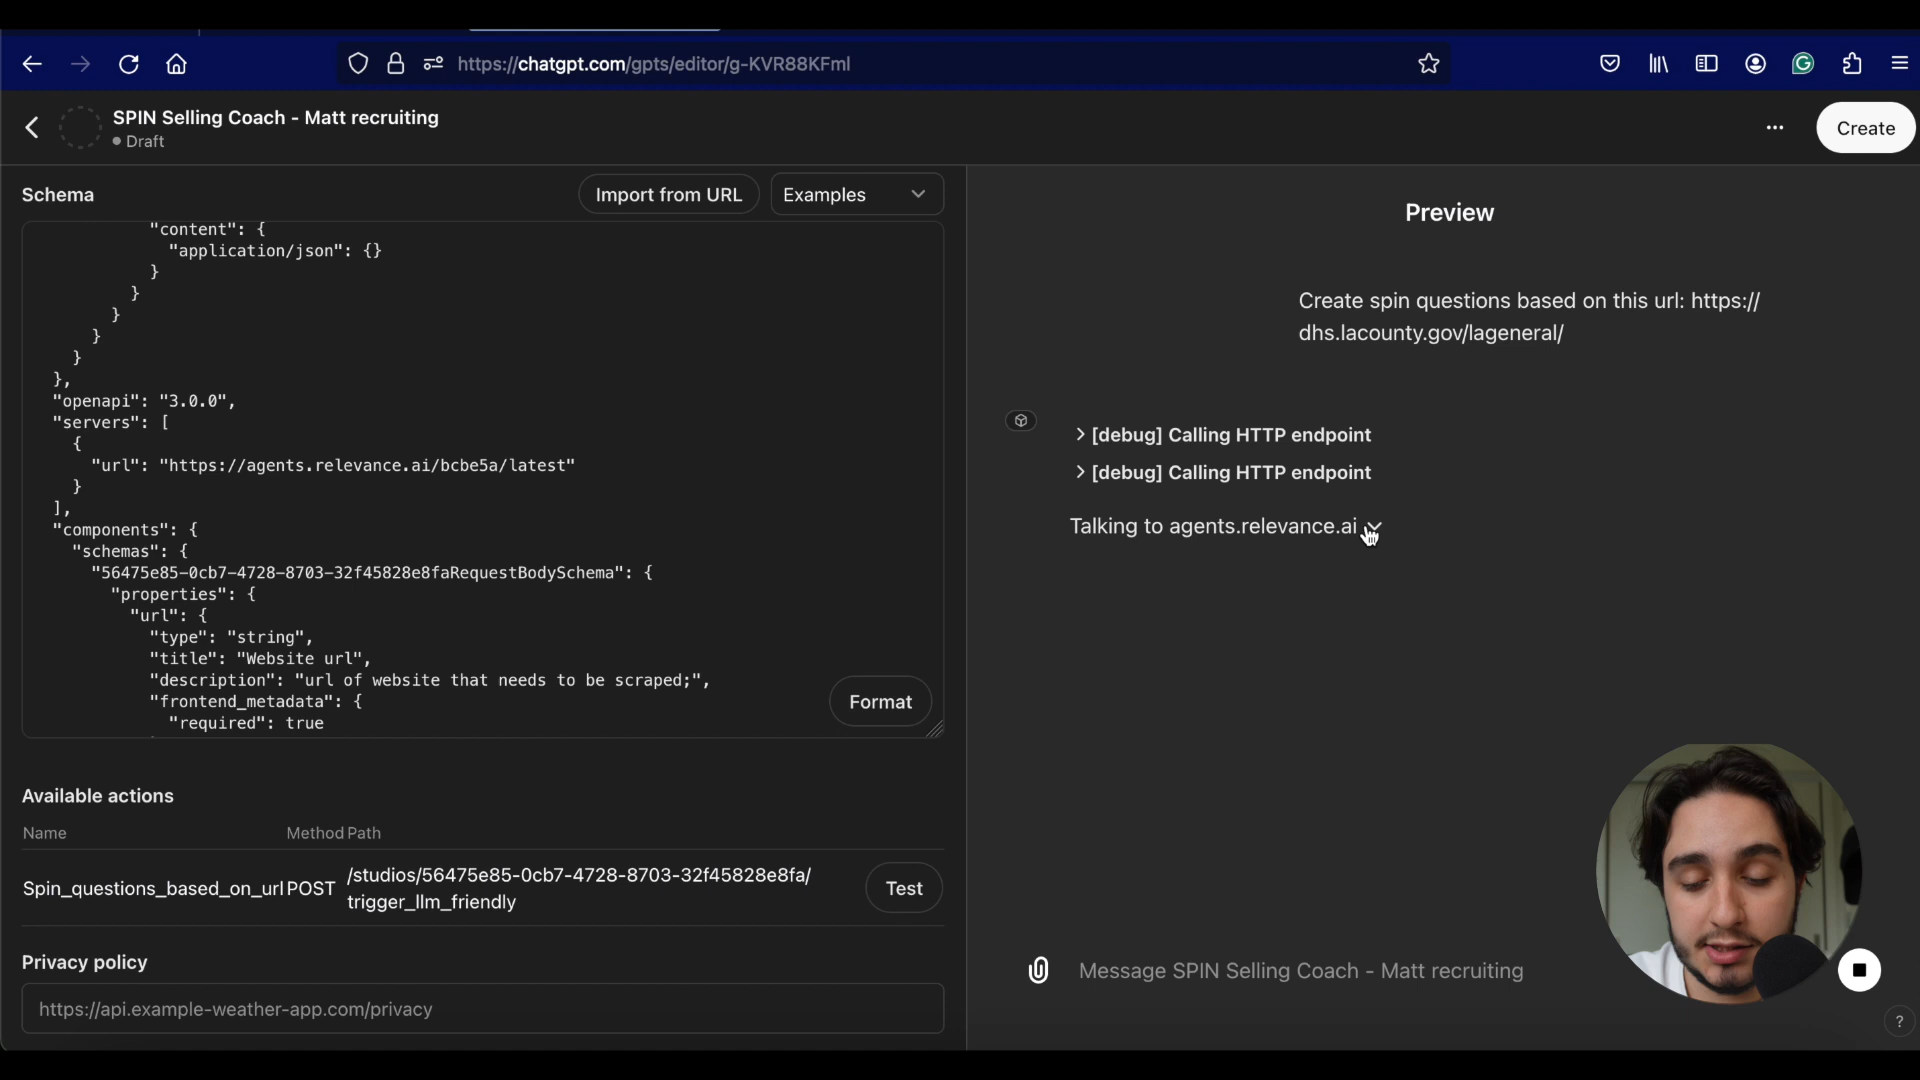 https://chatgpt.com/gpts/editor/g-KVR88KFml
SPIN Selling Coach - Matt recruiting
Draft
Create
Schema
Import from URL
Examples
"content": {
"application/json": {}
}
}
}
}
}
},
"openapi": "3.0.0",
"servers": [
{
"url": "https://agents.relevance.ai/bcbe5a/latest"
}
],
"components": {
"schemas": {
"56475e85-0cb7-4728-8703-32f45828e8faRequestBodySchema": {
"properties": {
"url": {
"type": "string",
"title": "Website url",
"description": "url of website that needs to be scraped;",
"frontend_metadata": {
"required": true
Format
Available actions
Name Method Path
Spin_questions_based_on_url POST /studios/56475e85-0cb7-4728-8703-32f45828e8fa/
trigger_llm_friendly
Test
Privacy policy
https://api.example-weather-app.com/privacy
Preview
Create spin questions based on this url: https://
dhs.lacounty.gov/lageneral/
[debug] Calling HTTP endpoint
[debug] Calling HTTP endpoint
Talking to agents.relevance.ai
Message SPIN Selling Coach - Matt recruiting
?